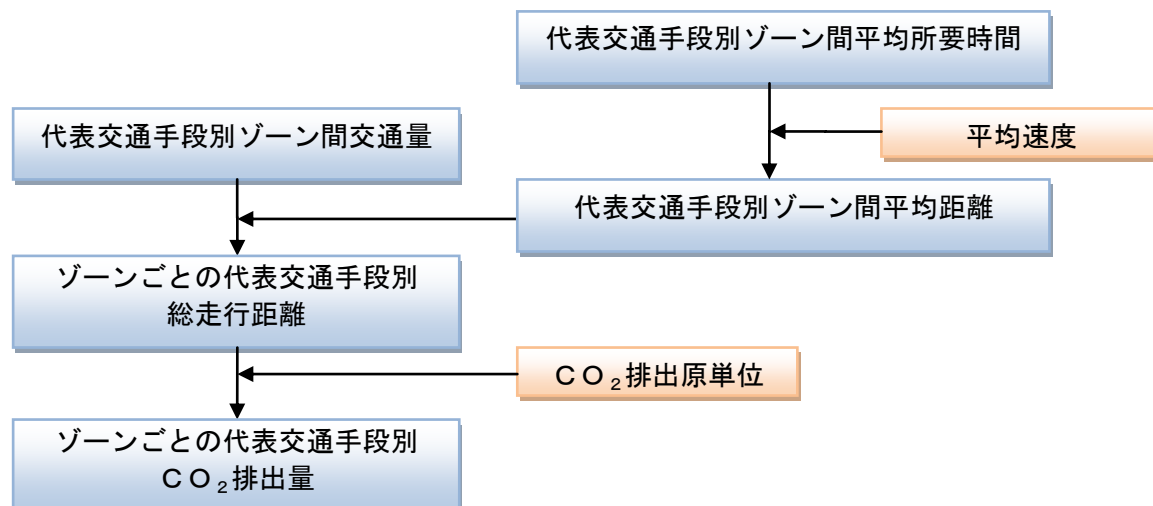 代表交通手段別ゾーン間平均所要時間
代表交通手段別ゾーン間交通量
平均速度
代表交通手段別ゾーン間平均距離
ゾーンごとの代表交通手段別
総走行距離
ＣＯ₂排出原単位
ゾーンごとの代表交通手段別
ＣＯ₂排出量